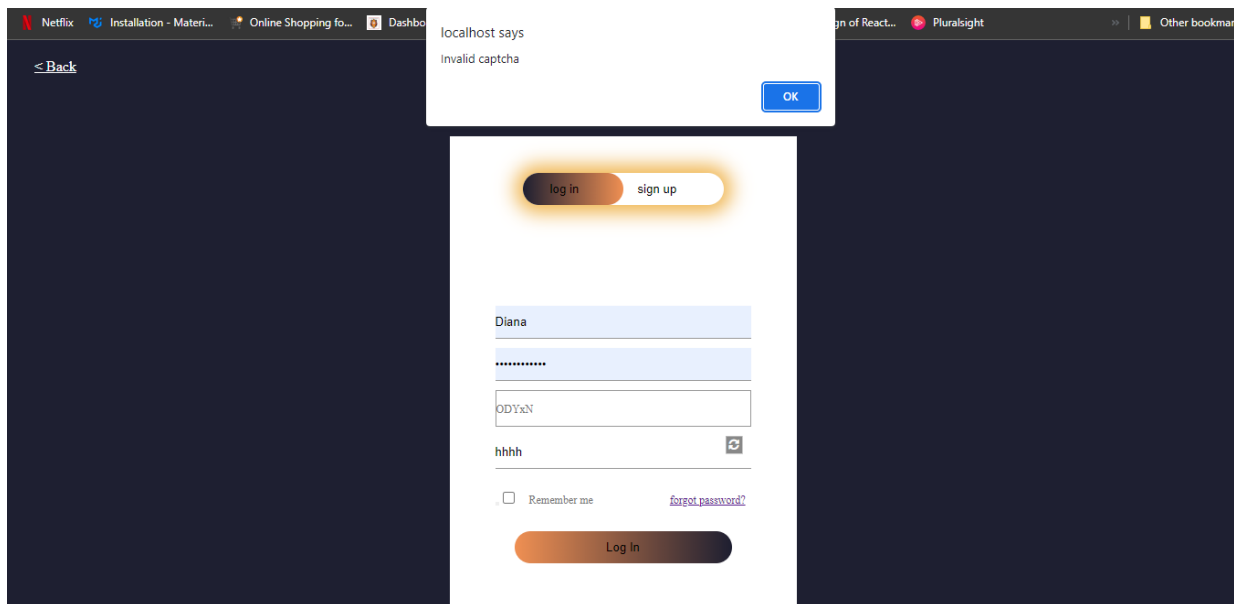 Netflix Installation - Materi... Online Shopping fo... Dashbo gn of React... Pluralsight » Other bookmar
localhost says
Invalid captcha
OK
< Back
log in sign up
Diana
••••••••••••
ODYxN
hhhh
Remember me forgot password?
Log In